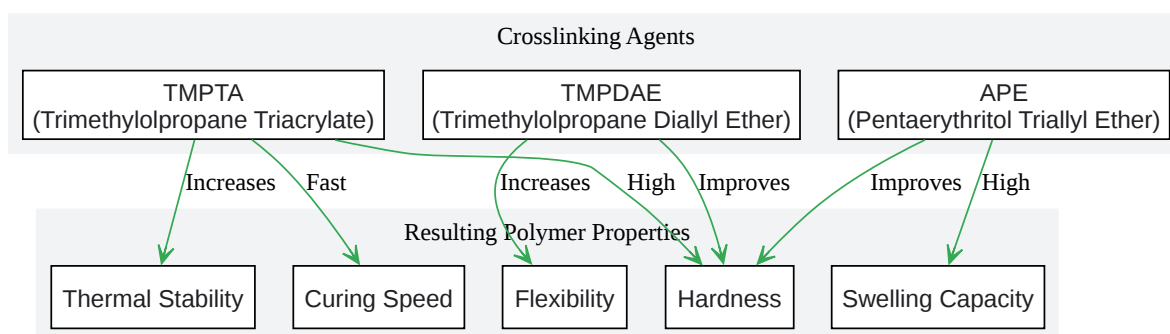 Crosslinking Agents
TMPTA
(Trimethylolpropane Triacrylate)
TMPDAE
(Trimethylolpropane Diallyl Ether)
APE
(Pentaerythritol Triallyl Ether)
Increases
Fast
Increases
High
Improves
Improves
High
Resulting Polymer Properties
Thermal Stability
Curing Speed
Flexibility
Hardness
Swelling Capacity